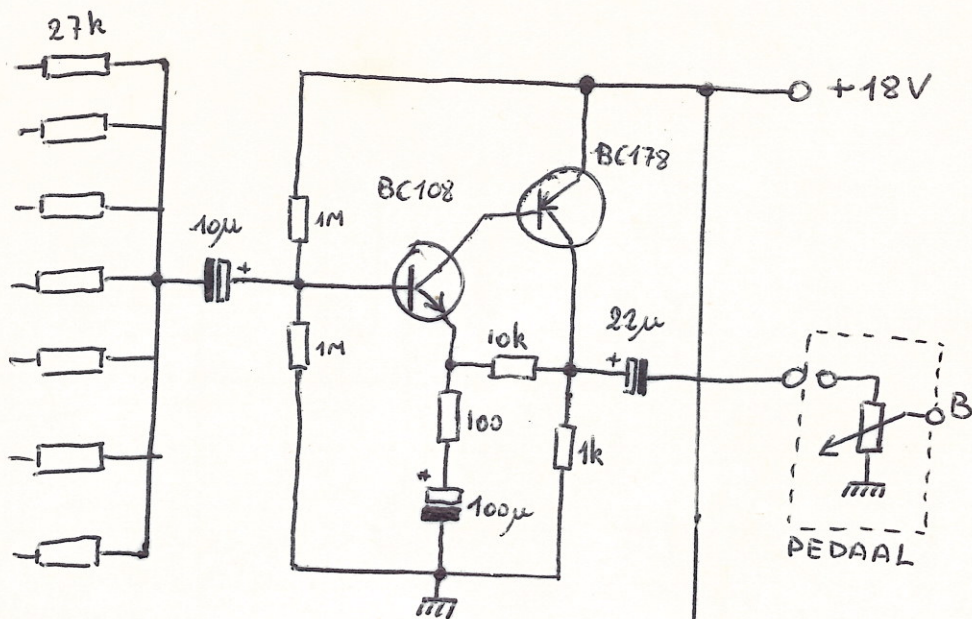 27k
+18V
BC178
BC108
10μ
+
1M
1M
22μ
+
10k
100
1k
+
100μ
B
PEDAAL